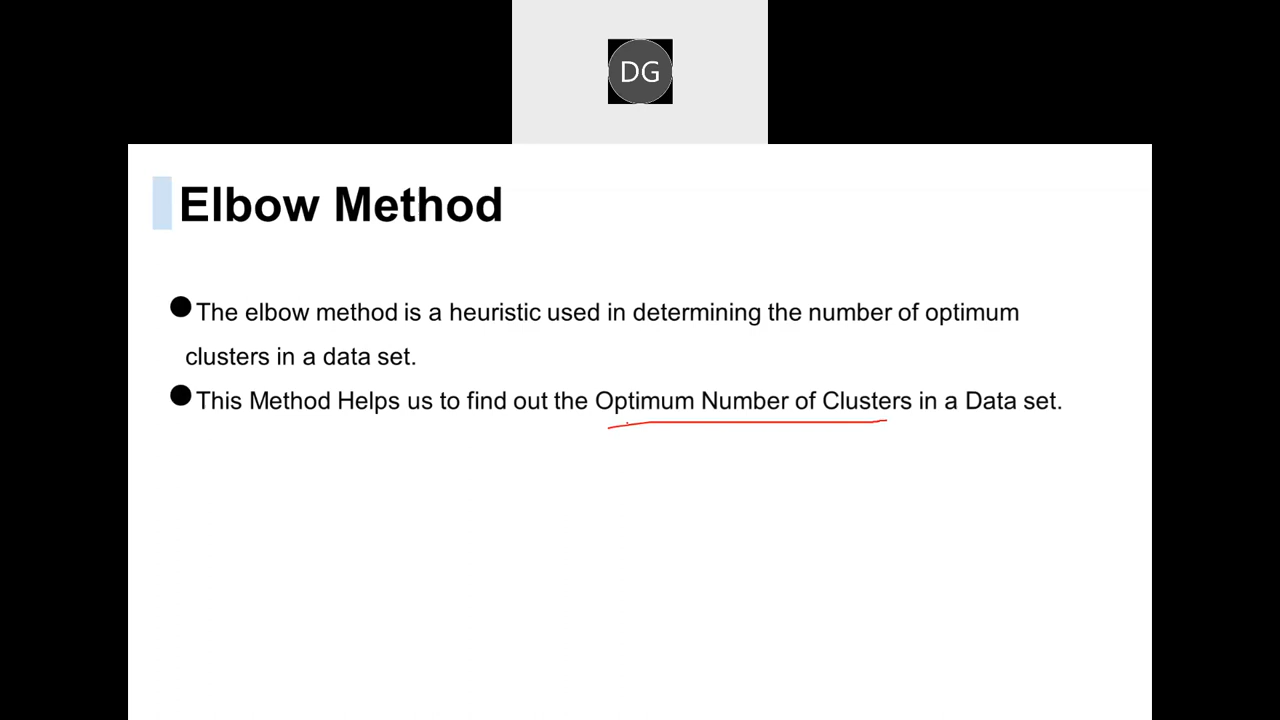 DG
Elbow Method
●The elbow method is a heuristic used in determining the number of optimum
clusters in a data set.
●This Method Helps us to find out the Optimum Number of Clusters in a Data set.